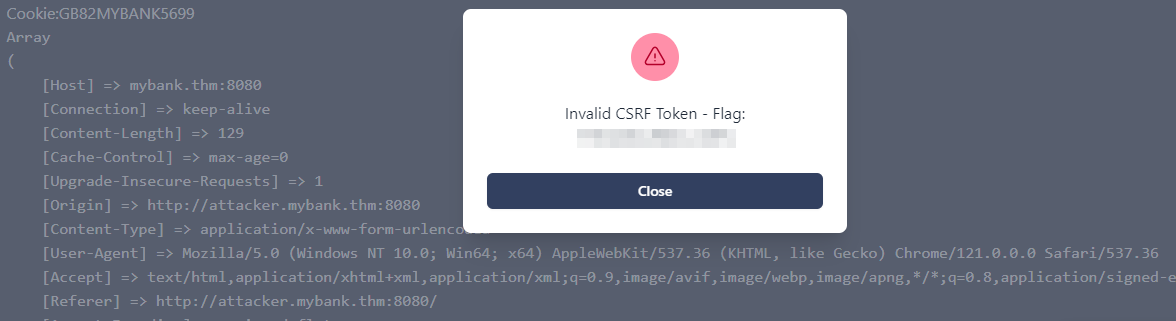 Cookie:GB82MYBANK5699
Array
(
[Host] => mybank.thm:8080
[Connection] => keep-alive
[Content-Length] => 129
[Cache-Control] => max-age=0
[Upgrade-Insecure-Requests] => 1
[Origin] => http://attacker.mybank.thm:8080
[Content-Type] => application/x-www-form-urlencoded
[User-Agent] => Mozilla/5.0 (Windows NT 10.0; Win64; x64) AppleWebKit/537.36 (KHTML, like Gecko) Chrome/121.0.0.0 Safari/537.36
[Accept] => text/html,application/xhtml+xml,application/xml;q=0.9,image/avif,image/webp,image/apng,*/*;q=0.8,application/signed-e
[Referer] => http://attacker.mybank.thm:8080/
Invalid CSRF Token - Flag:
Close